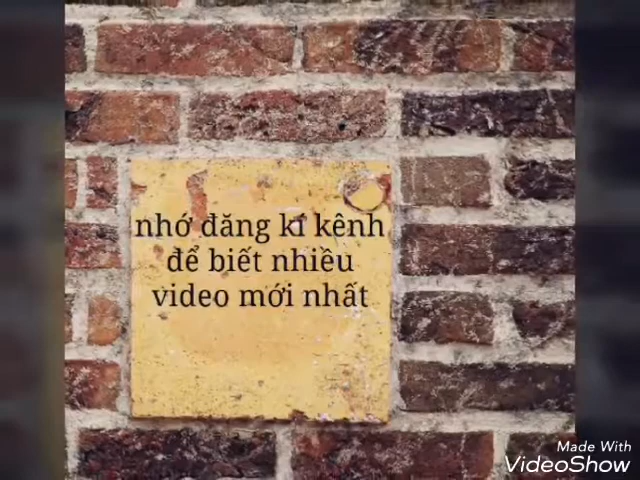 nhớ đăng kí kênh
để biết nhiều
video mới nhất
Made With
VideoShow